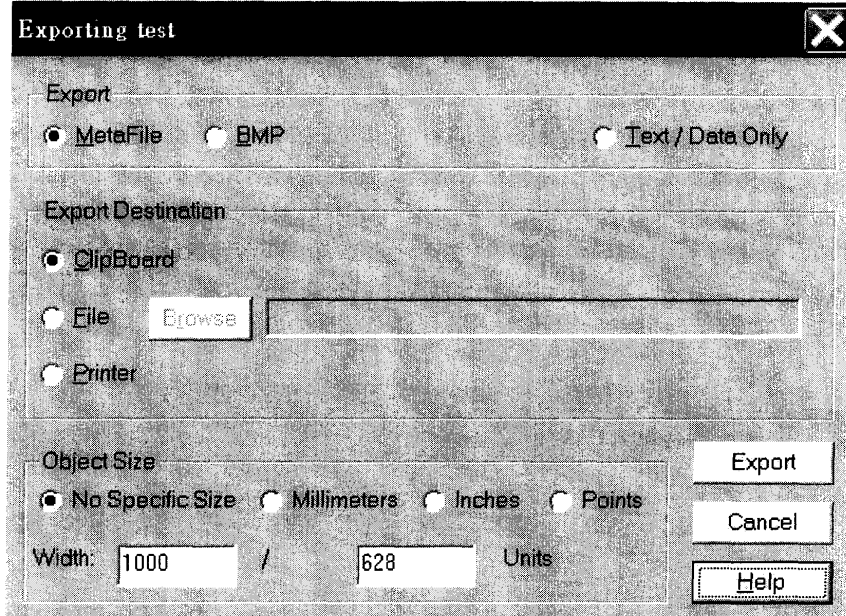 Exporting test
Export
MetaFile BMP Text / Data Only
Export Destination
ClipBoard
File Browse
Printer
Object Size
No Specific Size Millimeters Inches Points
Width: 1000 / 628 Units
Export
Cancel
Help